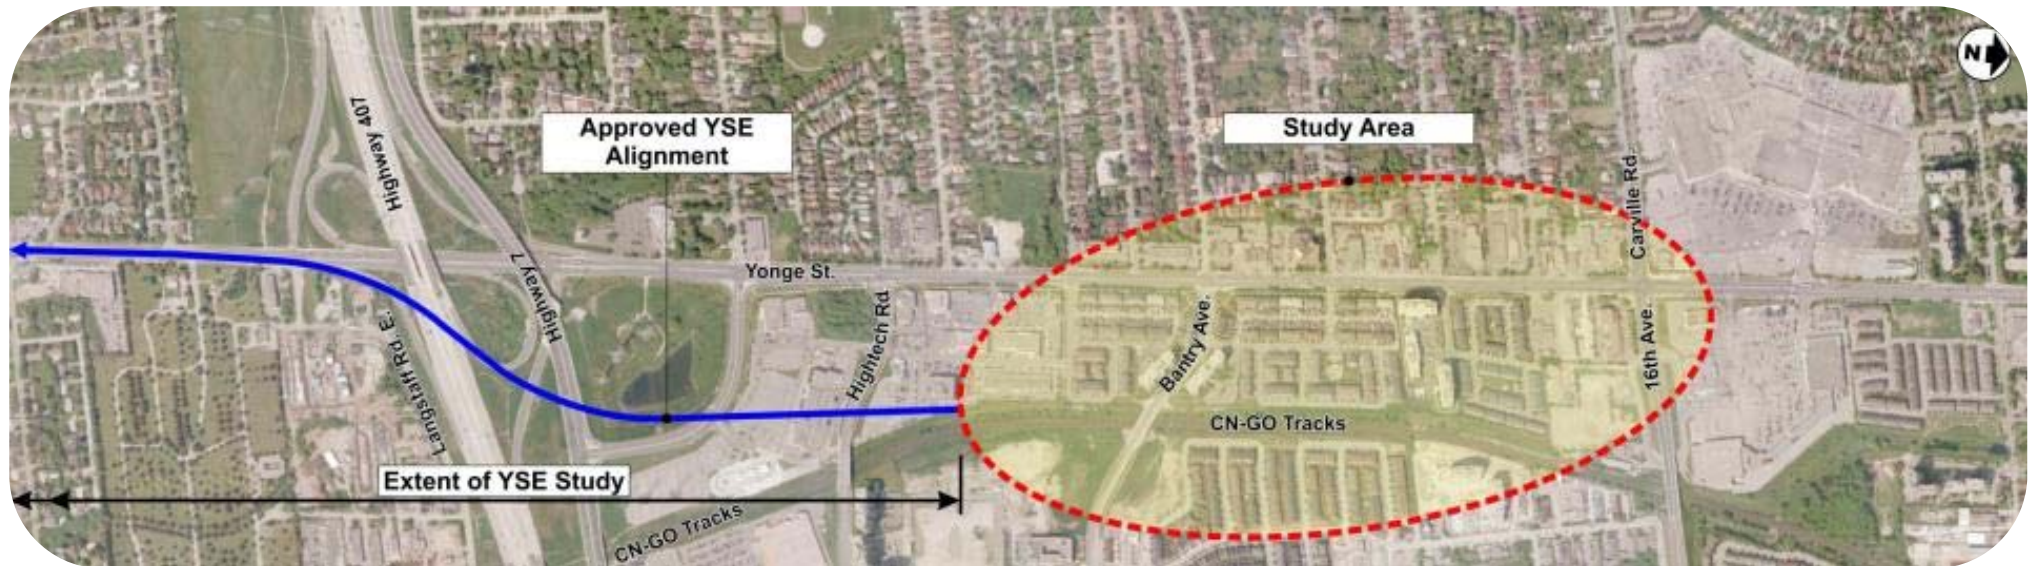 N
Highway 407
Approved YSE
Alignment
Study Area
Carville Rd.
Highway 7
Yonge St.
Langstaff Rd. E.
Hightech Rd.
Bantry Ave.
16th Ave.
CN-GO Tracks
Extent of YSE Study
CN-GO Tracks